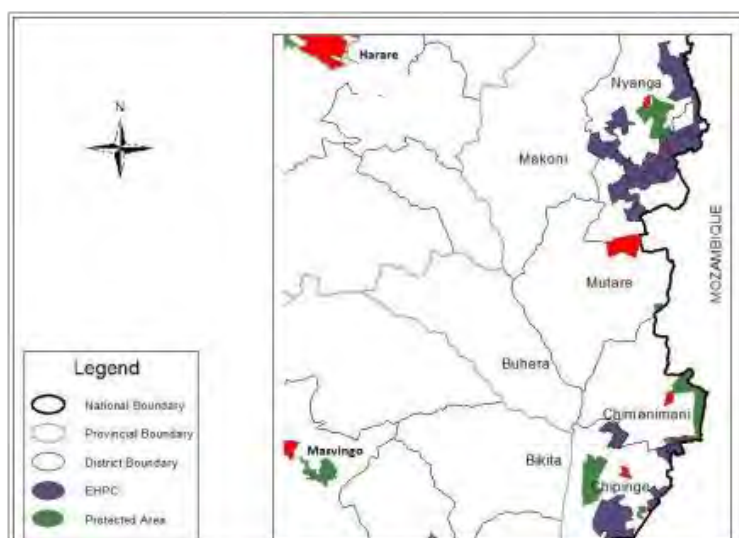 Harare
Nyanga
N
Makoni
MOZAMBIQUE
Mutare
Buhera
Chimanimani
Masvingo
Bikita
Chipinge
Legend
National Boundary
Provincial Boundary
District Boundary
EHPC
Protected Area